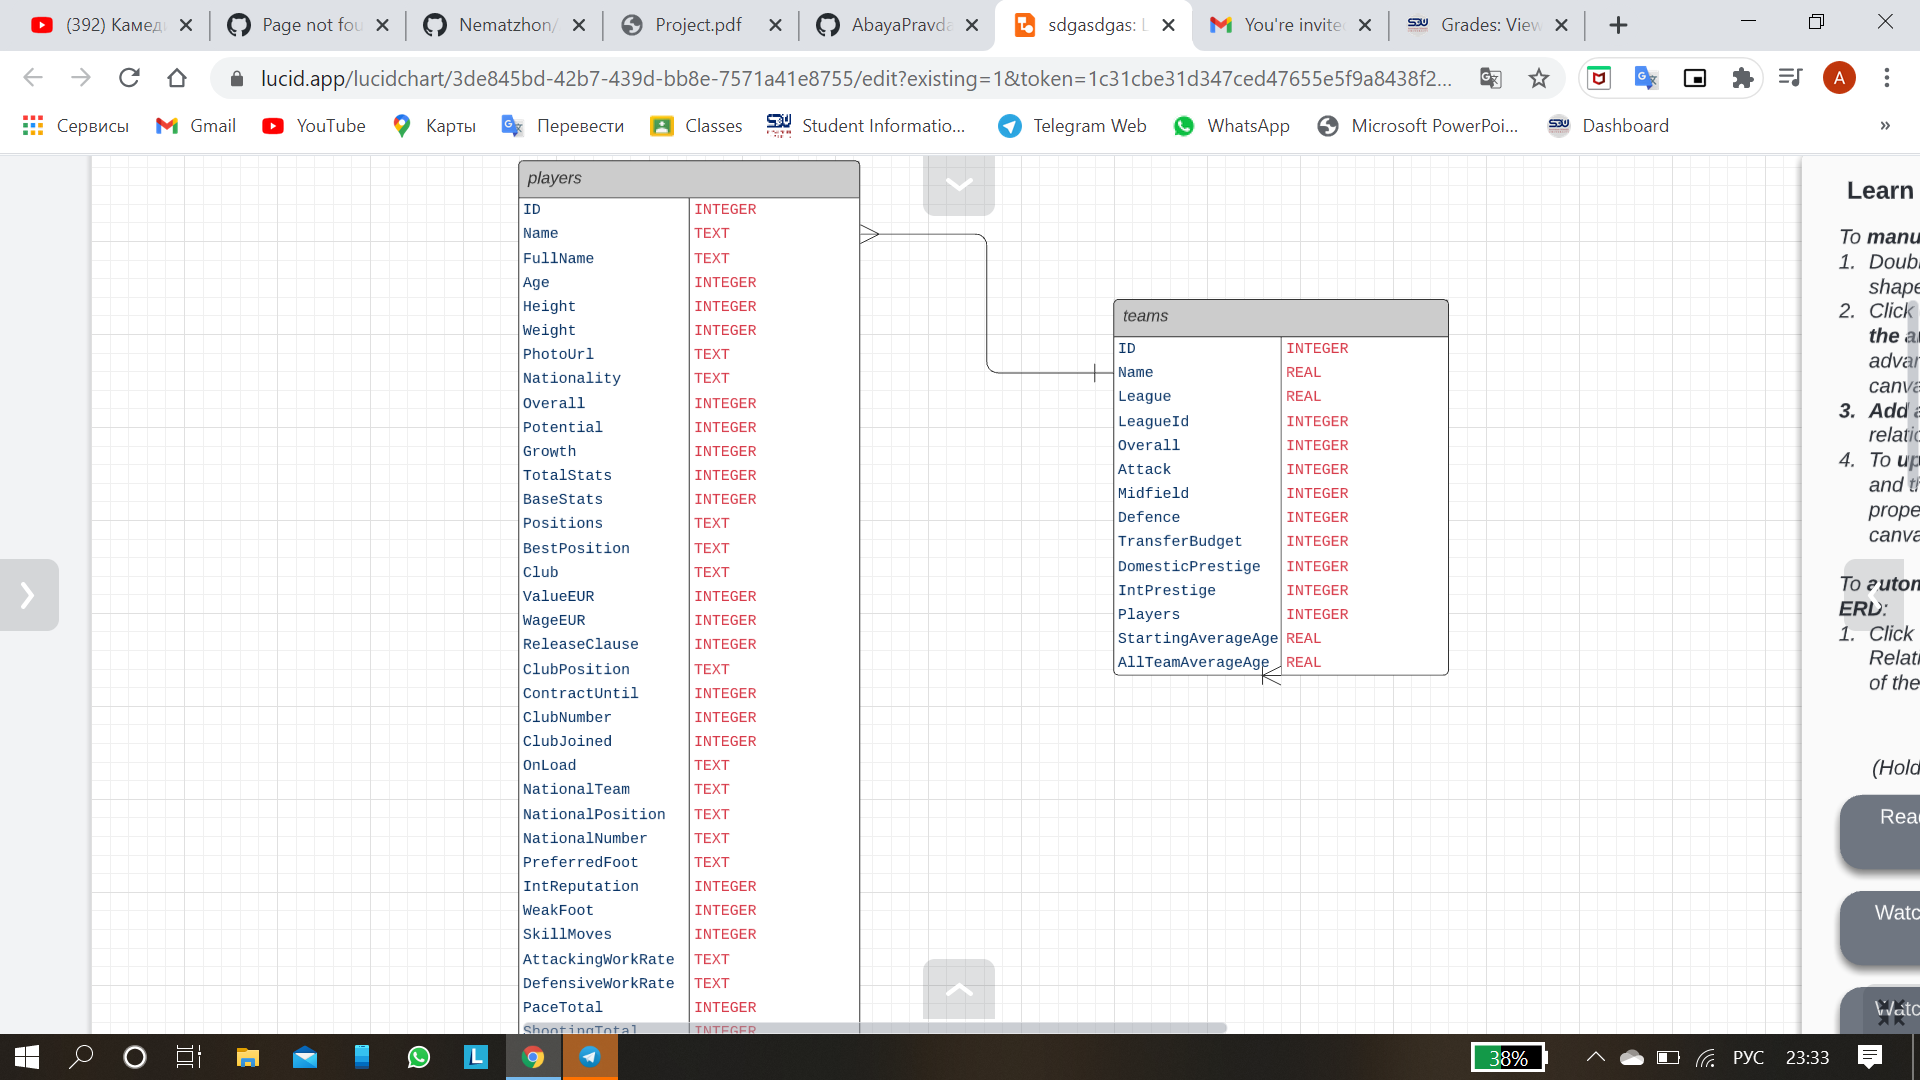 (392) Камед
Page not fou
Nematzhon/
Project.pdf
AbayaPravda
sdgasdgas: L
You're invite
Grades: View
lucid.app/lucidchart/3de845bd-42b7-439d-bb8e-7571a41e8755/edit?existing=1&token=1c31cbe31d347ced47655e5f9a8438f2...
A
Сервисы
Gmail
YouTube
Карты
Перевести
Classes
Student Informatio...
Telegram Web
WhatsApp
Microsoft PowerPoi...
Dashboard
»
players
ID INTEGER
Name TEXT
FullName TEXT
Age INTEGER
Height INTEGER
Weight INTEGER
PhotoUrl TEXT
Nationality TEXT
Overall INTEGER
Potential INTEGER
Growth INTEGER
TotalStats INTEGER
BaseStats INTEGER
Positions TEXT
BestPosition TEXT
Club TEXT
ValueEUR INTEGER
WageEUR INTEGER
ReleaseClause INTEGER
ClubPosition TEXT
ContractUntil INTEGER
ClubNumber INTEGER
ClubJoined INTEGER
OnLoad TEXT
NationalTeam TEXT
NationalPosition TEXT
NationalNumber TEXT
PreferredFoot TEXT
IntReputation INTEGER
WeakFoot INTEGER
SkillMoves INTEGER
AttackingWorkRate TEXT
DefensiveWorkRate TEXT
PaceTotal INTEGER
ShootingTotal INTEGER
teams
ID INTEGER
Name REAL
League REAL
LeagueId INTEGER
Overall INTEGER
Attack INTEGER
Midfield INTEGER
Defence INTEGER
TransferBudget INTEGER
DomesticPrestige INTEGER
IntPrestige INTEGER
Players INTEGER
StartingAverageAge REAL
AllTeamAverageAge REAL
Learn
To manu
1. Doub
shape
2. Click
the a
advan
canva
3. Add a
relatio
4. To up
and th
prope
canva
To autom
ERD:
1. Click
Relati
of the
(Hold
Read
Watc
Watc
38%
РУС
23:33